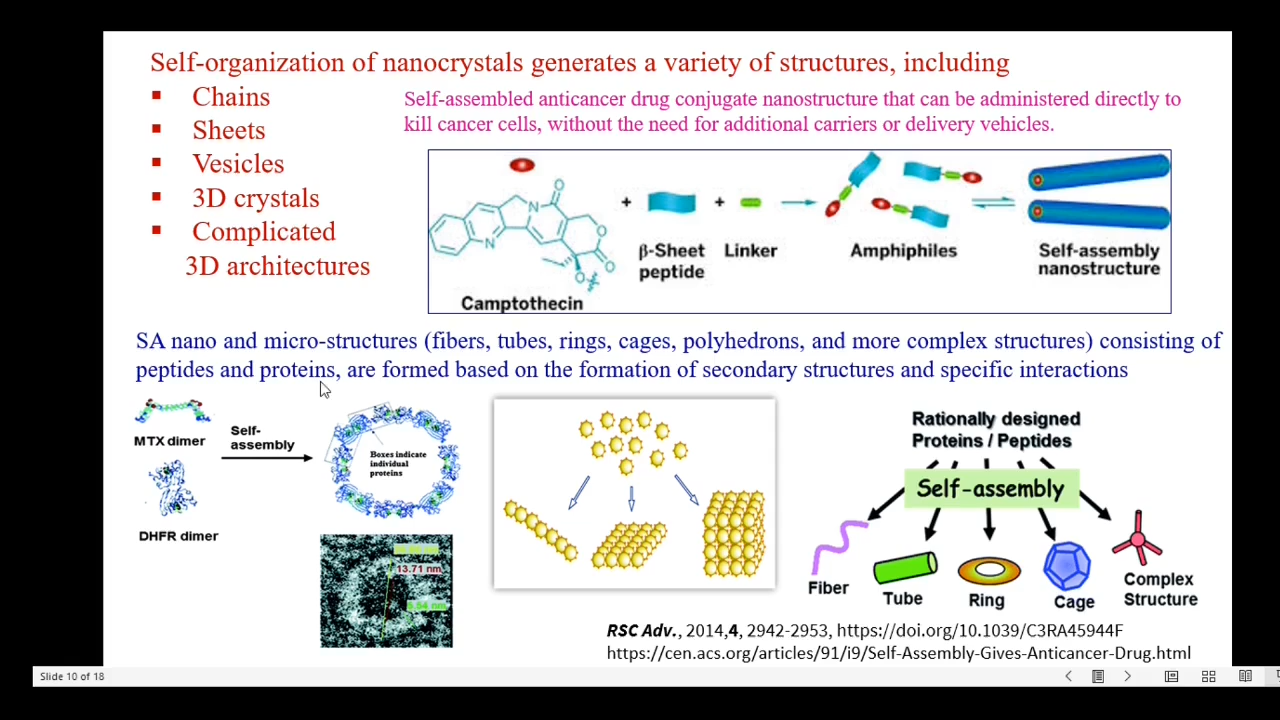 Self-organization of nanocrystals generates a variety of structures, including
▪ Chains
▪ Sheets
▪ Vesicles
▪ 3D crystals
▪ Complicated
3D architectures
Self-assembled anticancer drug conjugate nanostructure that can be administered directly to
kill cancer cells, without the need for additional carriers or delivery vehicles.
O
N
O
N
O
O
+
+
Camptothecin
β-Sheet
peptide
Linker
Amphiphiles
Self-assembly
nanostructure
SA nano and micro-structures (fibers, tubes, rings, cages, polyhedrons, and more complex structures) consisting of
peptides and proteins, are formed based on the formation of secondary structures and specific interactions
MTX dimer
DHFR dimer
Self-
assembly
Boxes indicate
individual
proteins
13.71 nm
Rationally designed
Proteins / Peptides
Self-assembly
Fiber
Tube
Ring
Cage
Complex
Structure
RSC Adv., 2014,4, 2942-2953, https://doi.org/10.1039/C3RA45944F
https://cen.acs.org/articles/91/i9/Self-Assembly-Gives-Anticancer-Drug.html
Slide 10 of 18